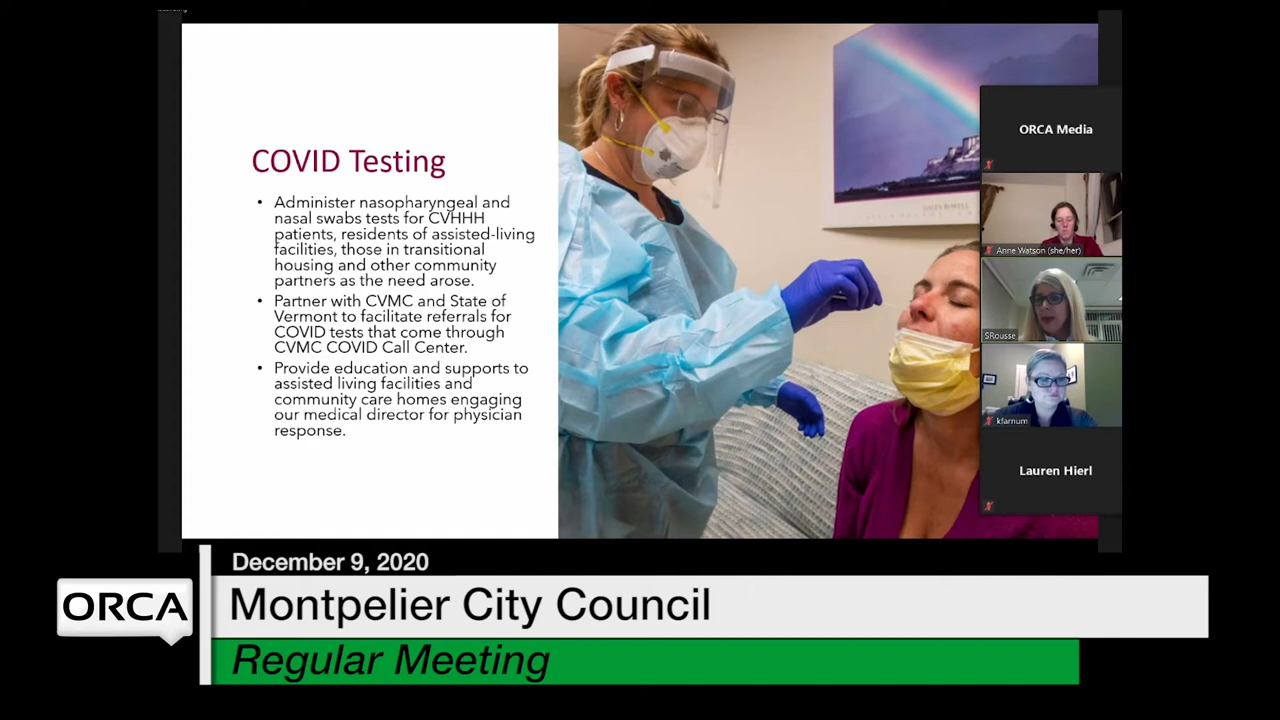 COVID Testing
• Administer nasopharyngeal and
nasal swabs tests for CVHHH
patients, residents of assisted-living
facilities, those in transitional
housing and other community
partners as the need arose.
• Partner with CVMC and State of
Vermont to facilitate referrals for
COVID tests that come through
CVMC COVID Call Center.
• Provide education and supports to
assisted living facilities and
community care homes engaging
our medical director for physician
response.
ORCA Media
Anne Watson (she/her)
SRousse
kfarnum
Lauren Hierl
December 9, 2020
ORCA
Montpelier City Council
Regular Meeting